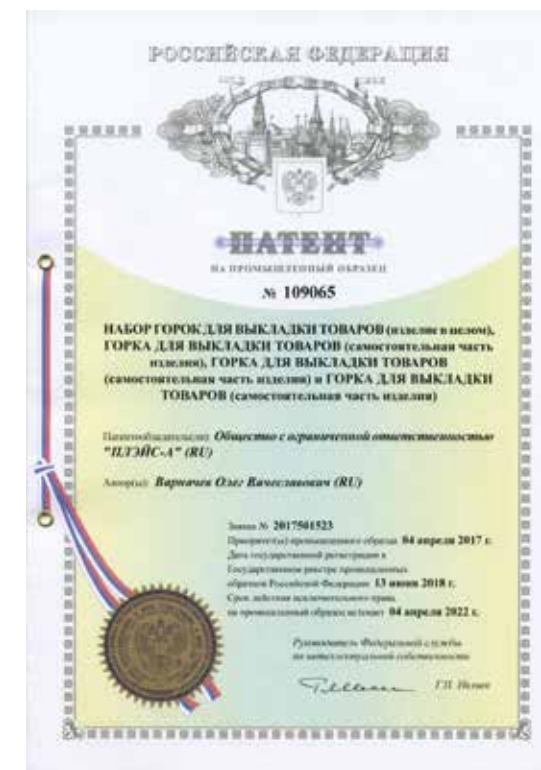 РОССИЙСКАЯ ФЕДЕРАЦИЯ
ПАТЕНТ
НА ПРОМЫШЛЕННЫЙ ОБРАЗЕЦ
№ 109065
НАБОР ГОРОК ДЛЯ ВЫКЛАДКИ ТОВАРОВ (изделие в целом),
ГОРКА ДЛЯ ВЫКЛАДКИ ТОВАРОВ (самостоятельная часть
изделия), ГОРКА ДЛЯ ВЫКЛАДКИ ТОВАРОВ
(самостоятельная часть изделия) и ГОРКА ДЛЯ ВЫКЛАДКИ
ТОВАРОВ (самостоятельная часть изделия)
Патентообладатель(ли): Общество с ограниченной ответственностью
"ПЛЭЙС-А" (RU)
Автор(ы): Варначев Олег Вячеславович (RU)
Заявка № 2017501523
Приоритет(ы) промышленного образца 04 апреля 2017 г.
Дата государственной регистрации в
Государственном реестре промышленных
образцов Российской Федерации 13 июня 2018 г.
Срок действия исключительного права
на промышленный образец истекает 04 апреля 2022 г.
Руководитель Федеральной службы
по интеллектуальной собственности
Г.П. Ивлиев